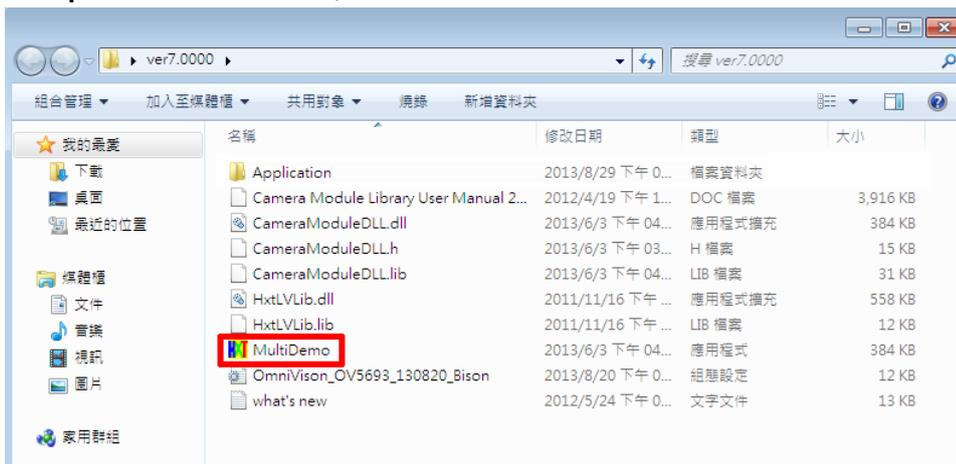 ver7.0000
搜尋 ver7.0000
組合管理 加入至媒體櫃 共用對象 燒錄 新增資料夾
我的最愛
下載
桌面
最近的位置
媒體櫃
文件
音樂
視訊
圖片
家用群組
名稱 修改日期 類型 大小
Application 2013/8/29 下午 0... 檔案資料夾
Camera Module Library User Manual 2... 2012/4/19 下午 1... DOC 檔案 3,916 KB
CameraModuleDLL.dll 2013/6/3 下午 04... 應用程式擴充 384 KB
CameraModuleDLL.h 2013/6/3 下午 03... H 檔案 15 KB
CameraModuleDLL.lib 2013/6/3 下午 04... LIB 檔案 31 KB
HxtLVLib.dll 2011/11/16 下午 ... 應用程式擴充 558 KB
HxtLVLib.lib 2011/11/16 下午 ... LIB 檔案 12 KB
HXT MultiDemo 2013/6/3 下午 04... 應用程式 384 KB
OmniVison_OV5693_130820_Bison 2013/8/20 下午 0... 組態設定 12 KB
what's new 2012/5/24 下午 0... 文字文件 13 KB